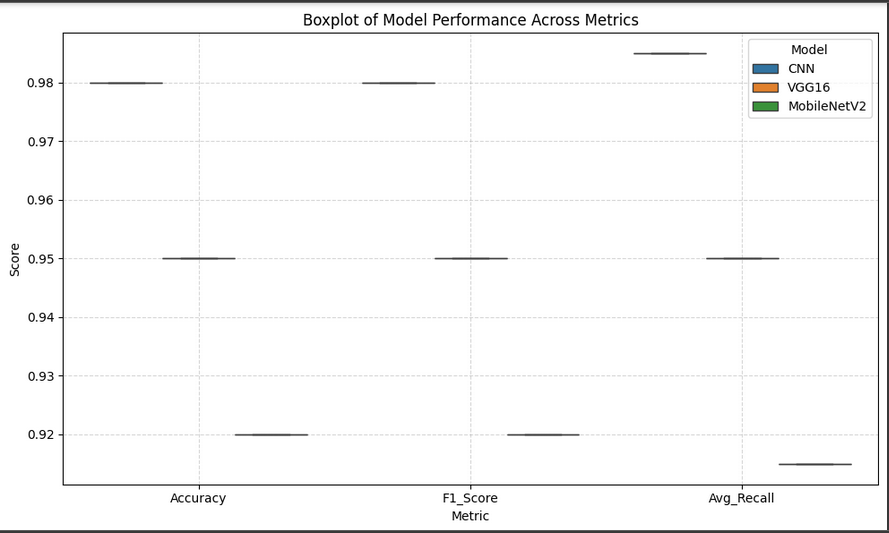 Boxplot of Model Performance Across Metrics
Model
CNN
VGG16
MobileNetV2
0.98
0.97
0.96
0.95
0.94
0.93
0.92
Score
Accuracy
F1_Score
Avg_Recall
Metric